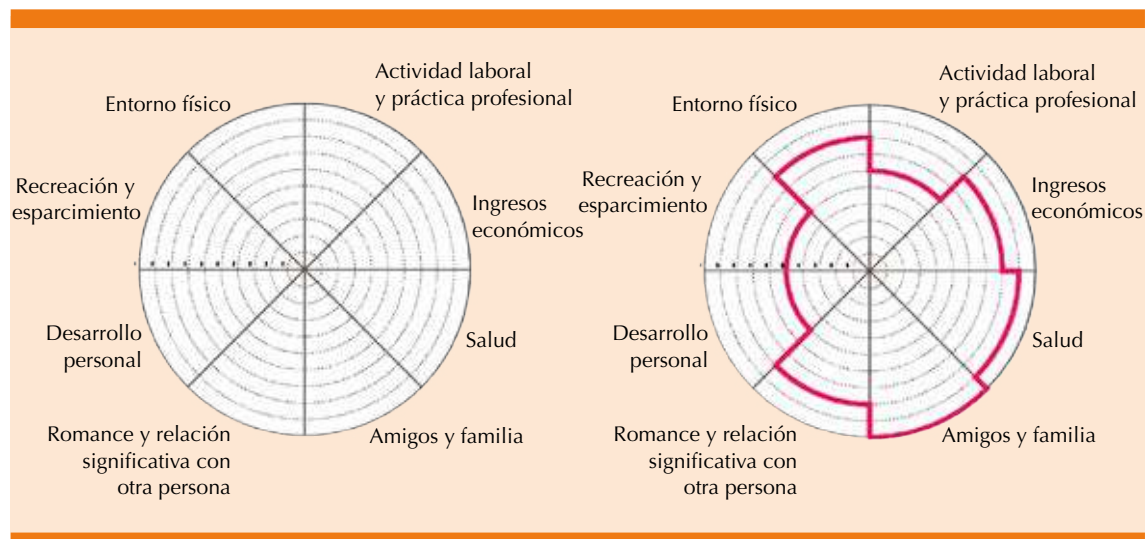 Actividad laboral
y práctica profesional
Entorno físico
Recreación y
esparcimiento
Ingresos
económicos
Desarrollo
personal
Salud
Romance y relación
significativa con
otra persona
Amigos y familia
Actividad laboral
y práctica profesional
Entorno físico
Recreación y
esparcimiento
Ingresos
económicos
Desarrollo
personal
Salud
Romance y relación
significativa con
otra persona
Amigos y familia